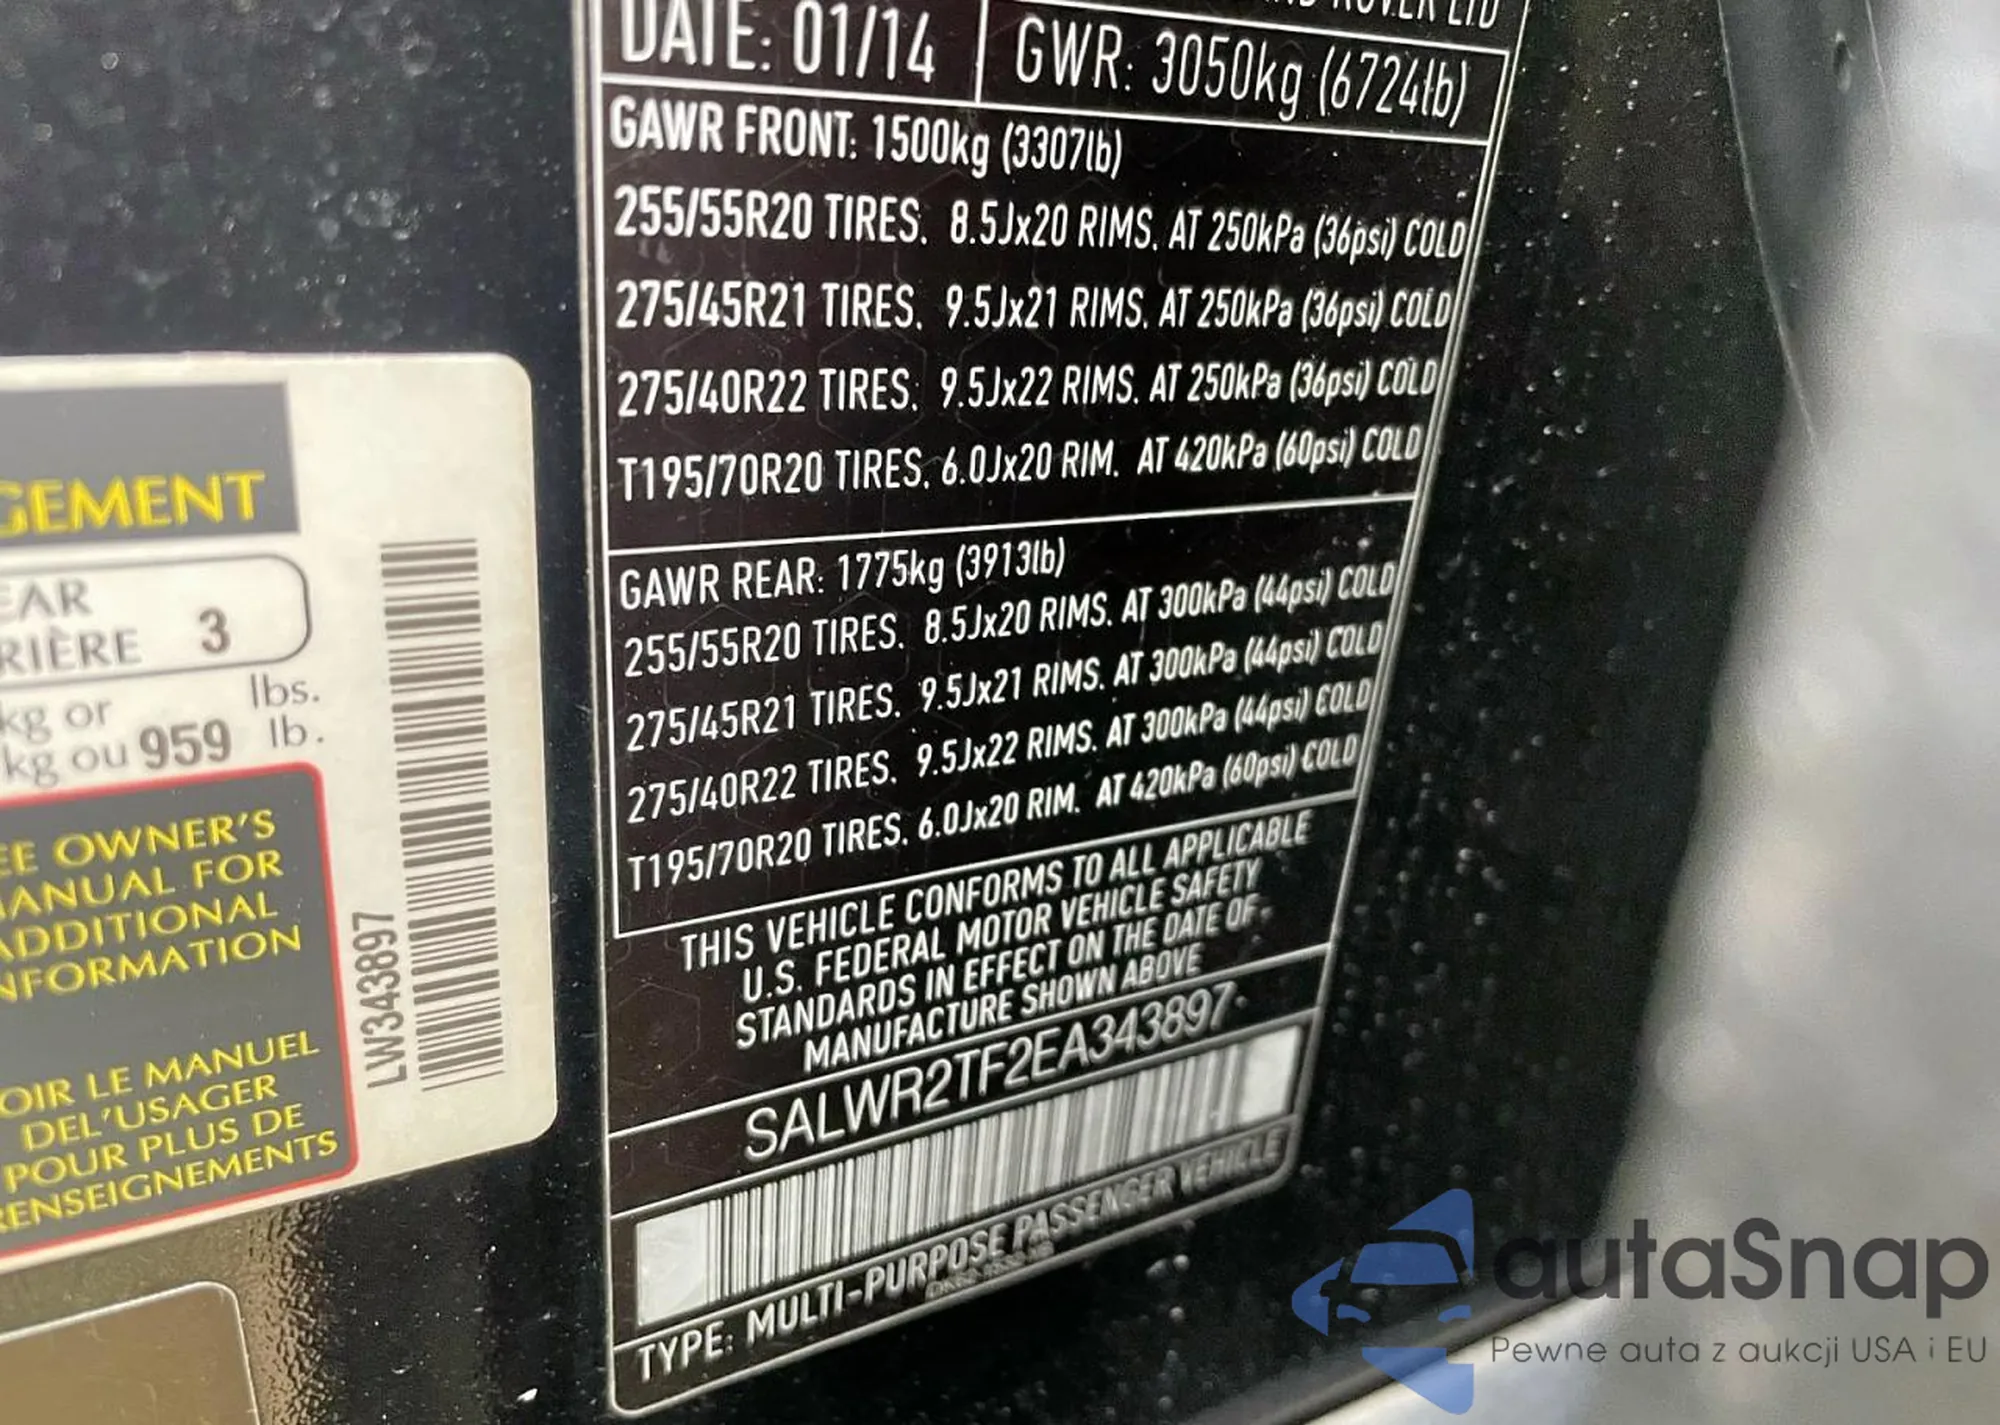 ROVER LTD
DATE: 01/14 GWR: 3050kg (6724lb)
GAWR FRONT: 1500kg (3307lb)
255/55R20 TIRES. 8.5Jx20 RIMS. AT 250kPa (36psi) COLD
275/45R21 TIRES. 9.5Jx21 RIMS. AT 250kPa (36psi) COLD
275/40R22 TIRES. 9.5Jx22 RIMS. AT 250kPa (36psi) COLD
T195/70R20 TIRES. 6.0Jx20 RIM. AT 420kPa (60psi) COLD
GAWR REAR: 1775kg (3913lb)
255/55R20 TIRES. 8.5Jx20 RIMS. AT 300kPa (44psi) COLD
275/45R21 TIRES. 9.5Jx21 RIMS. AT 300kPa (44psi) COLD
275/40R22 TIRES. 9.5Jx22 RIMS. AT 300kPa (44psi) COLD
T195/70R20 TIRES. 6.0Jx20 RIM. AT 420kPa (60psi) COLD
THIS VEHICLE CONFORMS TO ALL APPLICABLE
U.S. FEDERAL MOTOR VEHICLE SAFETY
STANDARDS IN EFFECT ON THE DATE OF
MANUFACTURE SHOWN ABOVE
SALWR2TF2EA343897
TYPE: MULTI-PURPOSE PASSENGER VEHICLE
GEMENT
EAR
RIÈRE 3
kg or lbs.
kg ou 959 lb.
EE OWNER'S
MANUAL FOR
ADDITIONAL
INFORMATION
OIR LE MANUEL
DE L'USAGER
POUR PLUS DE
RENSEIGNEMENTS
LW343897
autaSnap
Pewne auta z aukcji USA i EU